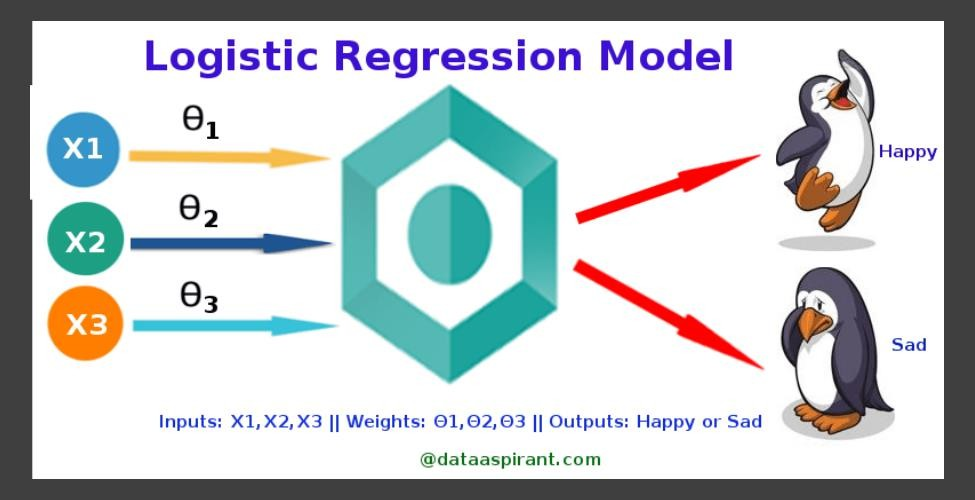 Logistic Regression Model
X1
θ1
X2
θ2
X3
θ3
Happy
Sad
Inputs: X1,X2,X3 || Weights: Θ1,Θ2,Θ3 || Outputs: Happy or Sad
@dataaspirant.com